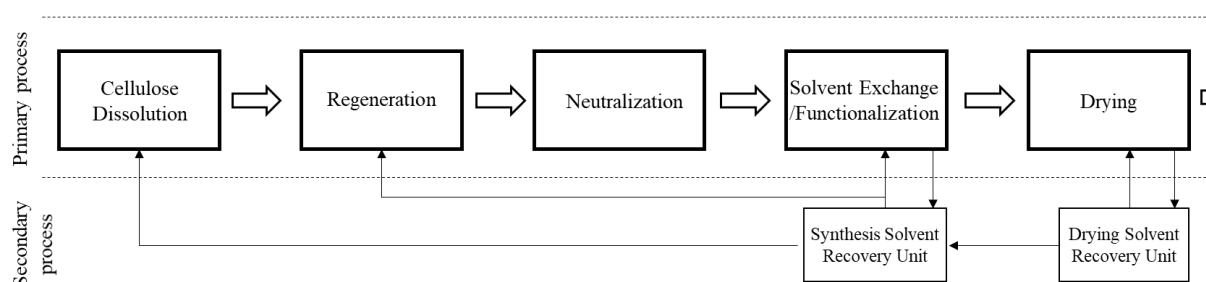 Primary process
Cellulose
Dissolution
Regeneration
Neutralization
Solvent Exchange
/Functionalization
Drying
Secondary
process
Synthesis Solvent
Recovery Unit
Drying Solvent
Recovery Unit